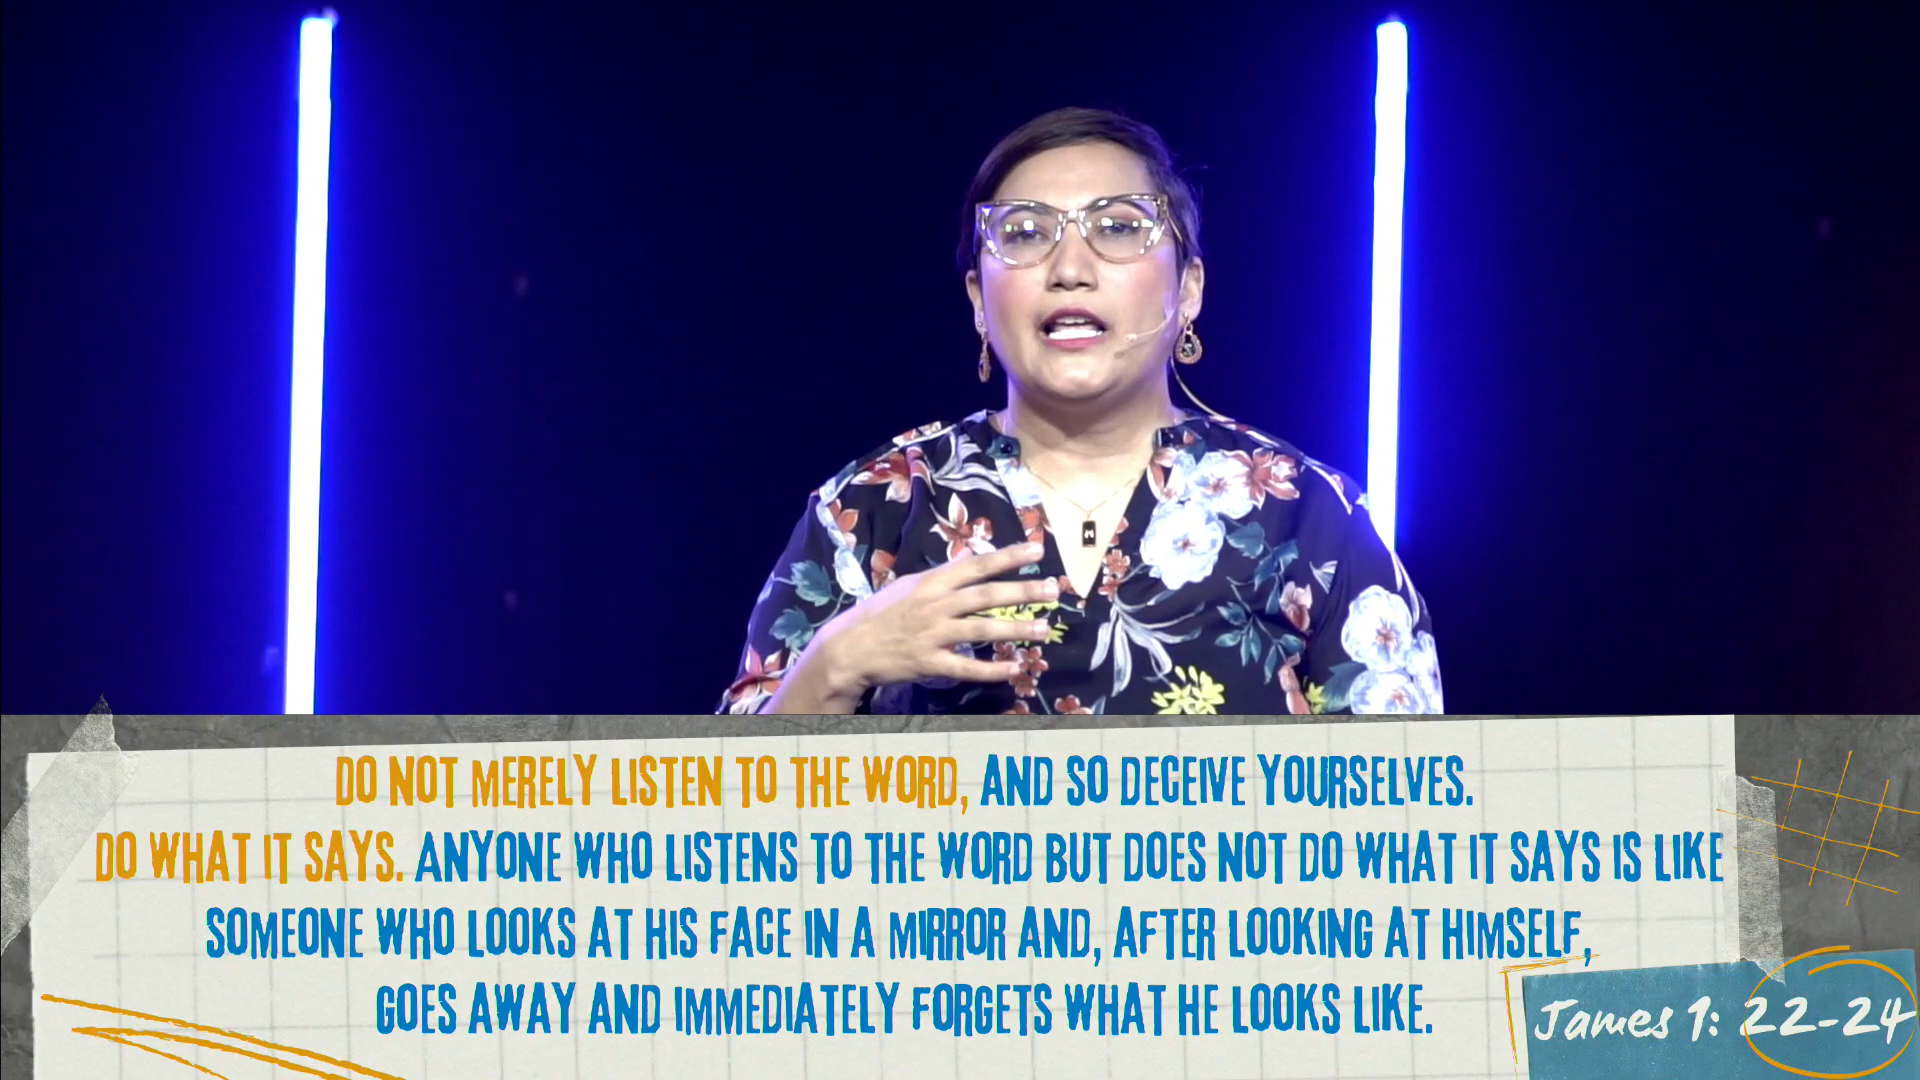 DO NOT MERELY LISTEN TO THE WORD, AND SO DECEIVE YOURSELVES.
DO WHAT IT SAYS. ANYONE WHO LISTENS TO THE WORD BUT DOES NOT DO WHAT IT SAYS IS LIKE
SOMEONE WHO LOOKS AT HIS FACE IN A MIRROR AND, AFTER LOOKING AT HIMSELF,
GOES AWAY AND IMMEDIATELY FORGETS WHAT HE LOOKS LIKE.
James 1: 22-24